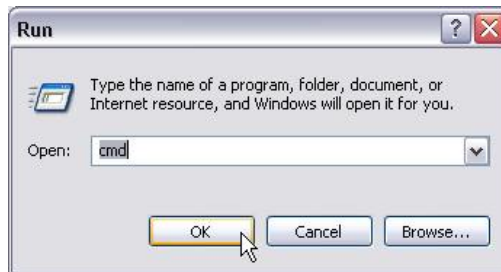 Run
Type the name of a program, folder, document, or
Internet resource, and Windows will open it for you.
Open: cmd
OK Cancel Browse...